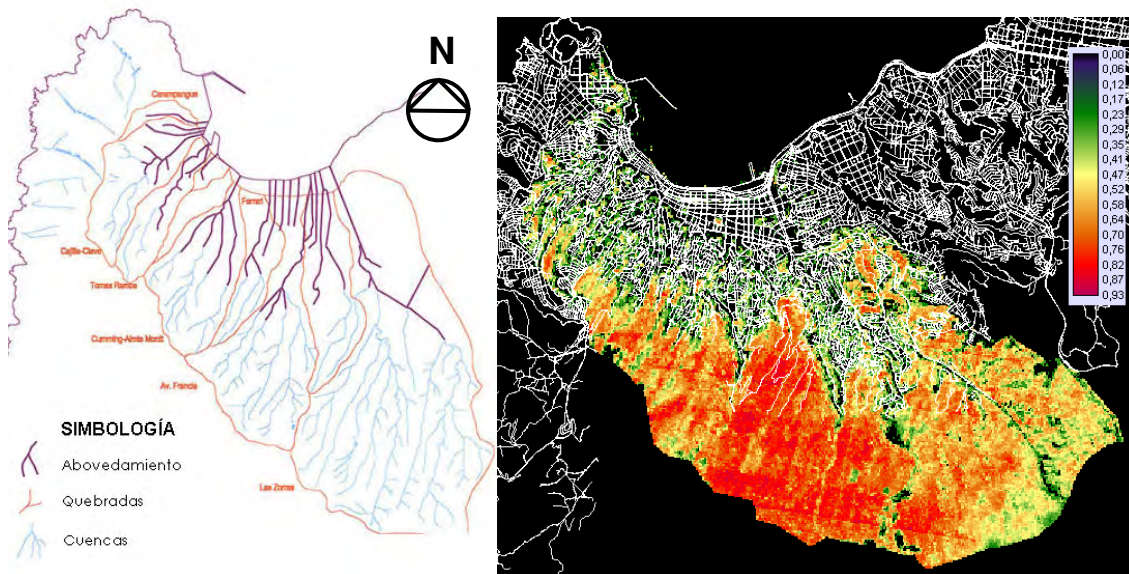 N
Carampangue
Ferrari
Cajilla-Clave
Tomas Ramos
Cumming-Almte Montt
Av. Francia
Las Zorras
SIMBOLOGÍA
Abovedamiento
Quebradas
Cuencas
0,00
0,06
0,12
0,17
0,23
0,29
0,35
0,41
0,47
0,52
0,58
0,64
0,70
0,76
0,82
0,87
0,93